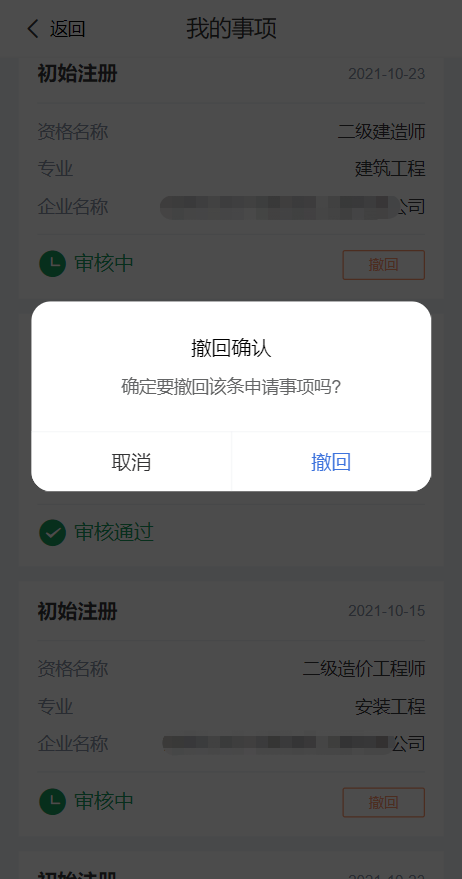 返回 我的事项
初始注册 2021-10-23
资格名称 二级建造师
专业 建筑工程
企业名称 公司
审核中 撤回
撤回确认
确定要撤回该条申请事项吗?
取消 撤回
审核通过
初始注册 2021-10-15
资格名称 二级造价工程师
专业 安装工程
企业名称 公司
审核中 撤回
初始注册